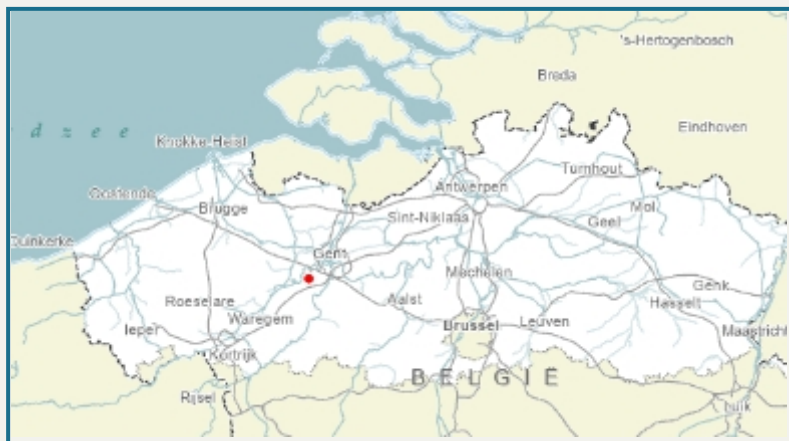 's-Hertogenbosch
Breda
Eindhoven
d z e e
Knokke-Heist
Turnhout
Antwerpen
Oostende
Brugge
Sint-Niklaas
Mol
Geel
Duinkerke
Gent
Mechelen
Genk
Roeselare
Aalst
Hasselt
Ieper
Waregem
Brussel
Leuven
Maastricht
Kortrijk
BELGIË
Rijsel
Luik